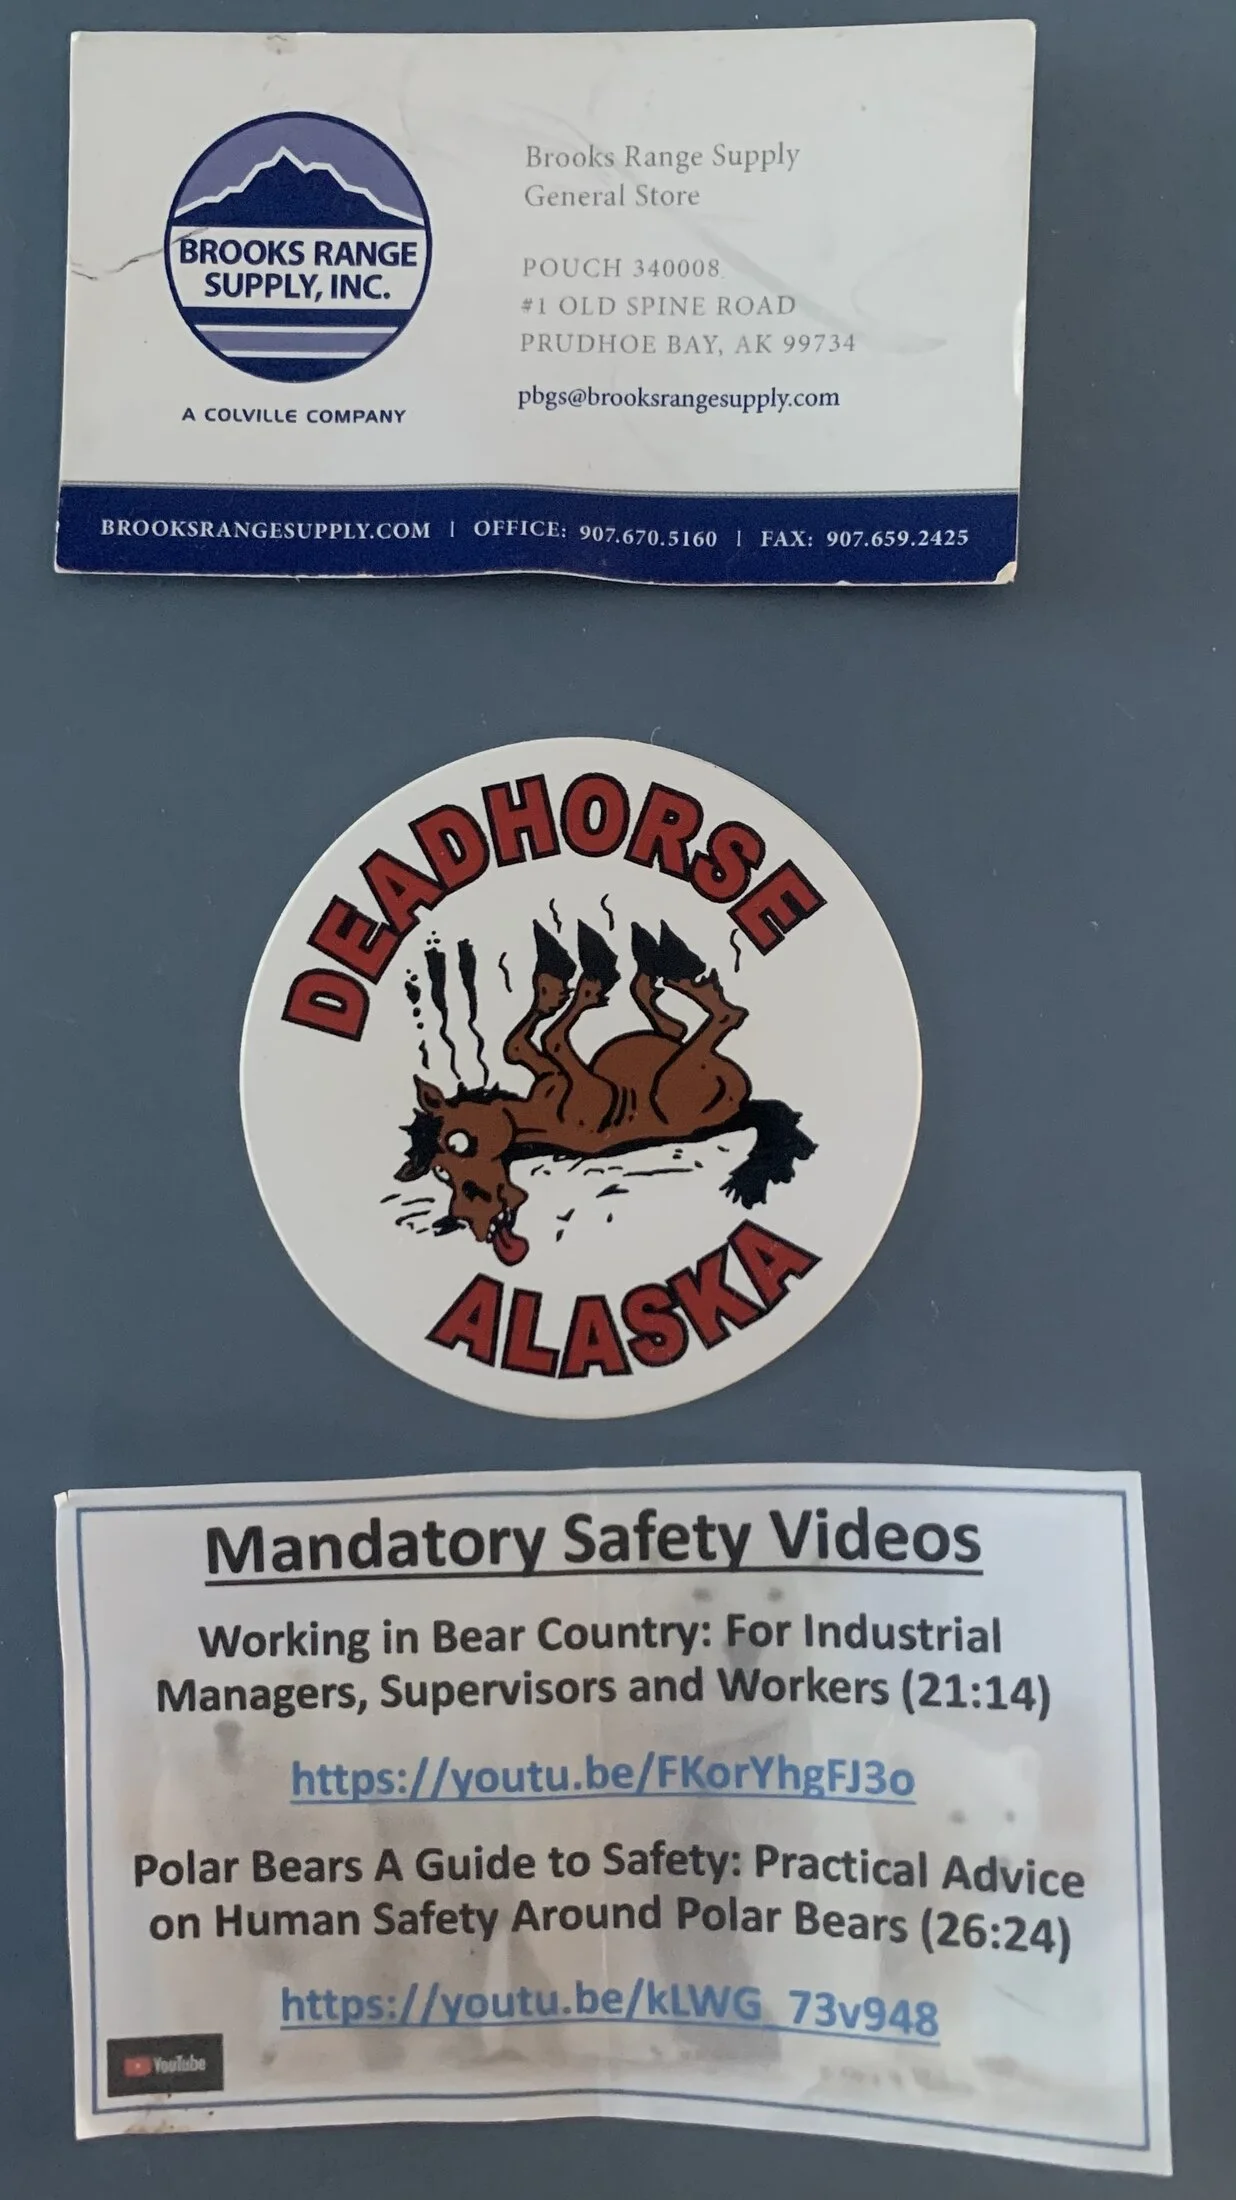 BROOKS RANGE
SUPPLY, INC.
A COLVILLE COMPANY
Brooks Range Supply
General Store
POUCH 340008
#1 OLD SPINE ROAD
PRUDHOE BAY, AK 99734
pbgs@brooksrangesupply.com
BROOKSRANGESUPPLY.COM | OFFICE: 907.670.5160 | FAX: 907.659.2425
DEADHORSE
ALASKA
Mandatory Safety Videos
Working in Bear Country: For Industrial
Managers, Supervisors and Workers (21:14)
https://youtu.be/FKorYhgFJ3o
Polar Bears A Guide to Safety: Practical Advice
on Human Safety Around Polar Bears (26:24)
https://youtu.be/kLWG_73v948
YouTube